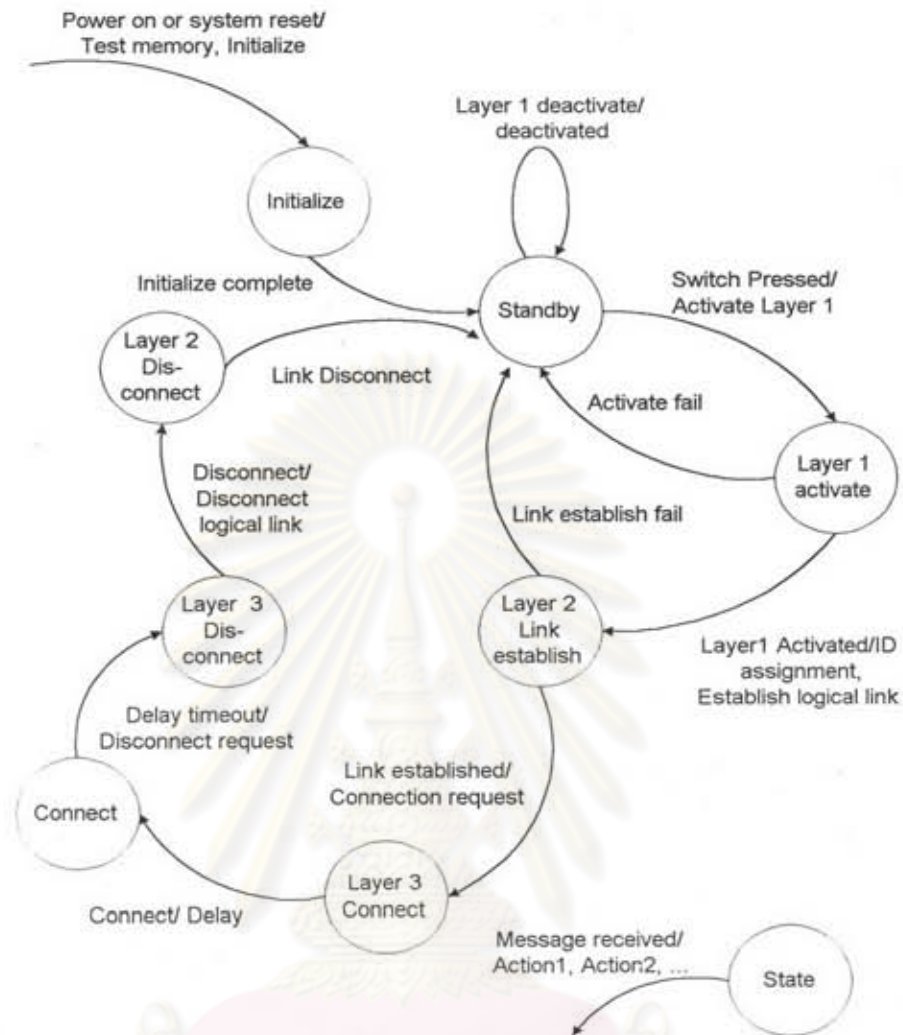 Power on or system reset/
Test memory, Initialize
Layer 1 deactivate/
deactivated
Initialize
Initialize complete
Standby
Switch Pressed/
Activate Layer 1
Layer 2
Dis-
connect
Link Disconnect
Activate fail
Layer 1
activate
Disconnect/
Disconnect
logical link
Link establish fail
Layer 3
Dis-
connect
Layer 2
Link
establish
Layer1 Activated/ID
assignment,
Establish logical link
Delay timeout/
Disconnect request
Link established/
Connection request
Connect
Layer 3
Connect
Connect/ Delay
Message received/
Action1, Action2, ...
State